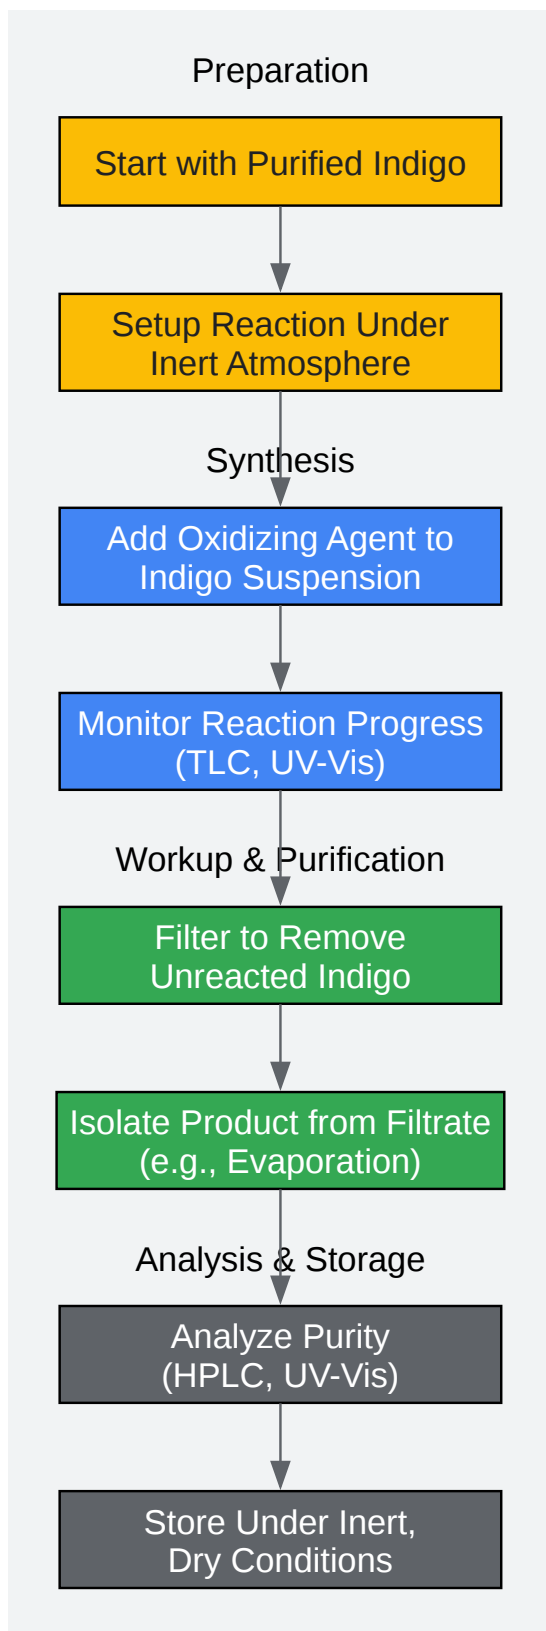 Preparation
Start with Purified Indigo
Setup Reaction Under
Inert Atmosphere
Synthesis
Add Oxidizing Agent to
Indigo Suspension
Monitor Reaction Progress
(TLC, UV-Vis)
Workup & Purification
Filter to Remove
Unreacted Indigo
Isolate Product from Filtrate
(e.g., Evaporation)
Analysis & Storage
Analyze Purity
(HPLC, UV-Vis)
Store Under Inert,
Dry Conditions